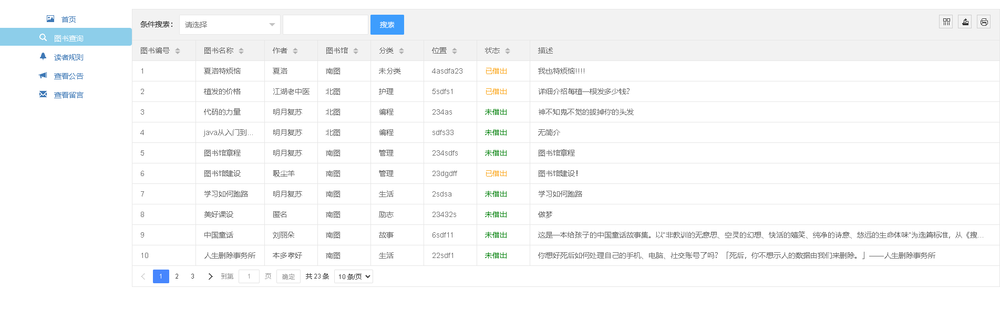 首页
图书查询
读者规则
查看公告
查看留言
条件搜索： 请选择 搜索
图书编号 图书名称 作者 图书馆 分类 位置 状态 描述
1 夏洛特烦恼 夏洛 南图 未分类 4asdfa23 已借出 我也特烦恼!!!!
2 植发的价格 江湖老中医 北图 护理 5sdfs1 已借出 详细介绍每植一根发多少钱?
3 代码的力量 明月复苏 北图 编程 234as 未借出 神不知鬼不觉的拔掉你的头发
4 java从入门到... 明月复苏 北图 编程 sdfs33 未借出 无简介
5 图书馆章程 明月复苏 南图 管理 234sdfs 未借出 图书馆章程
6 图书馆建设 吸尘羊 南图 管理 23dgdff 已借出 图书馆建设！
7 学习如何跑路 明月复苏 南图 生活 2sdsa 未借出 学习如何跑路
8 美好课设 匿名 南图 励志 23432s 未借出 做梦
9 中国童话 刘丽朵 南图 故事 6sdf11 未借出 这是一本给孩子的中国童话故事集。以"非教训的无意思、空灵的幻想、快活的嬉笑、纯净的诗意、悠远的生命体味"为选篇标准，从《搜...
10 人生删除事务所 本多孝好 南图 生活 22sdf1 未借出 你想好死后如何处理自己的手机、电脑、社交账号了吗？「死后，你不想示人的数据由我们来删除。」——人生删除事务所
1 2 3 到第 1 页 确定 共 23 条 10 条/页